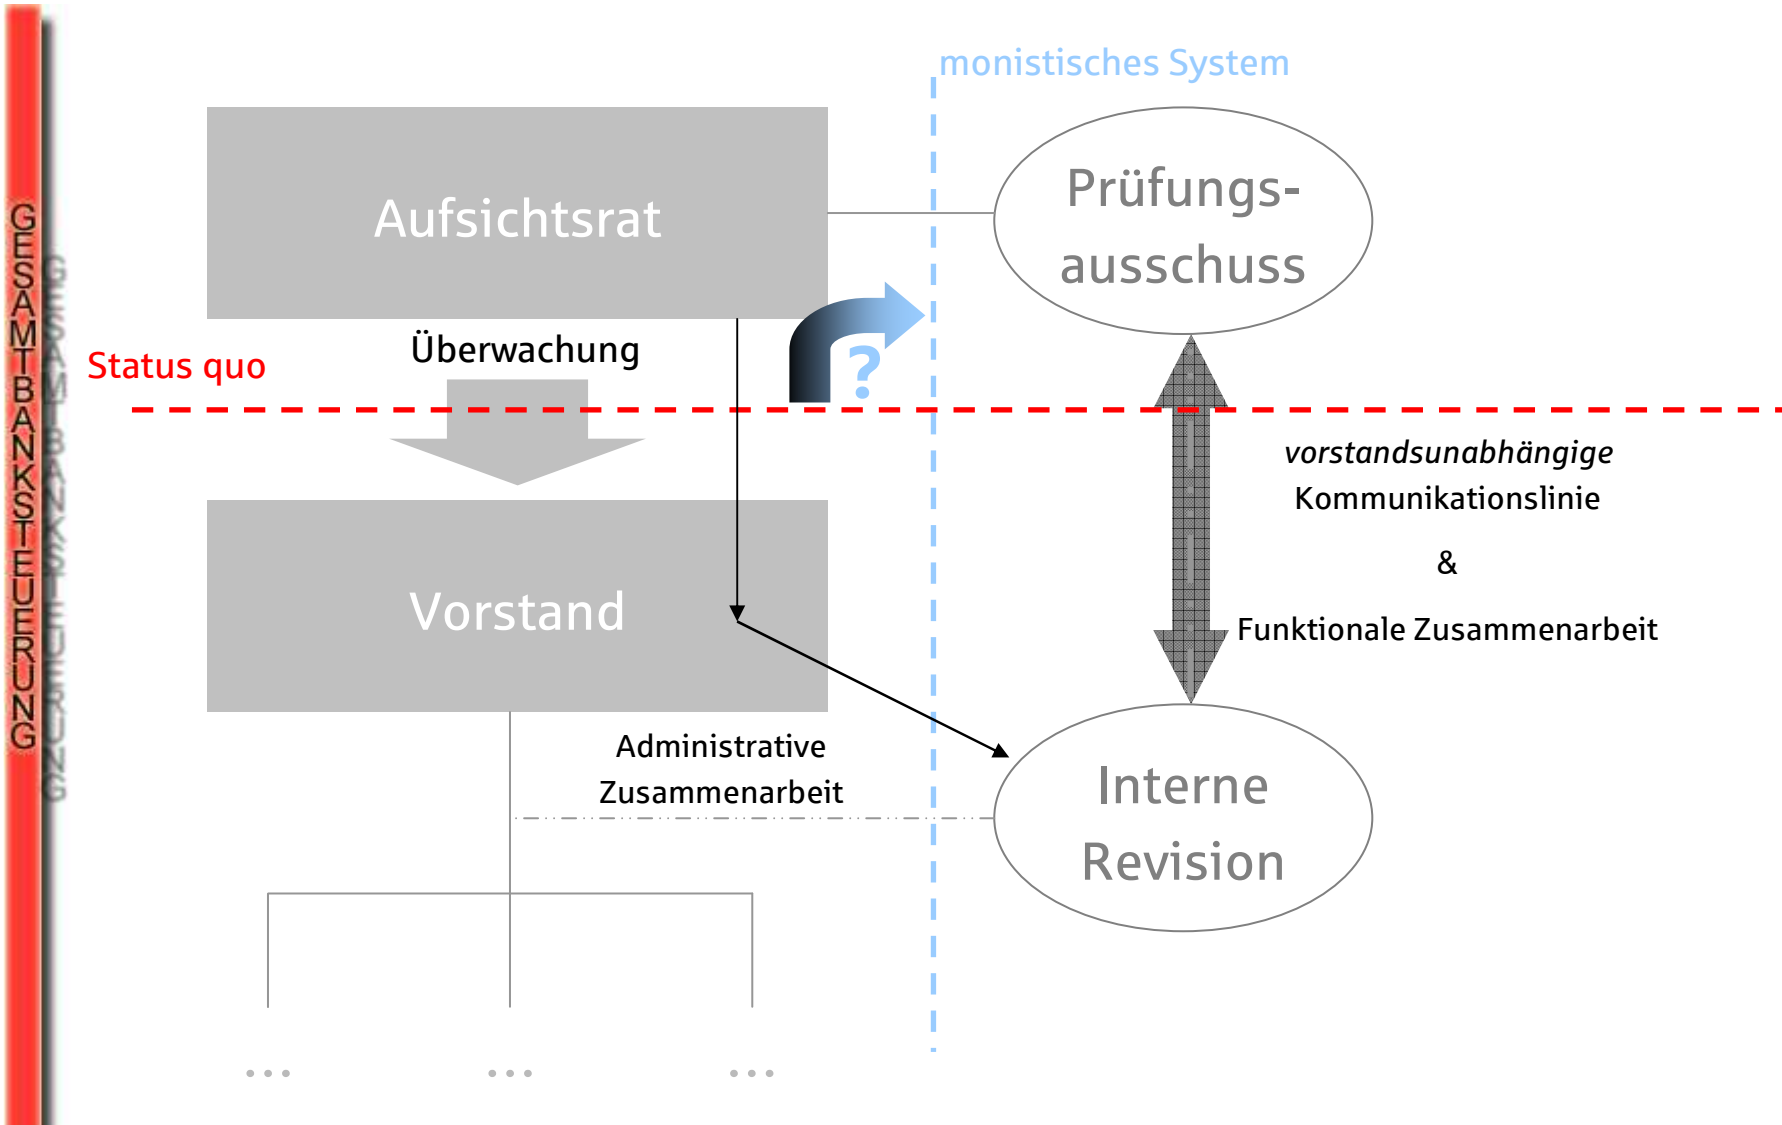 GESAMTBANKSTEUERUNG
monistisches System
Aufsichtsrat
Prüfungs-
ausschuss
Überwachung
Status quo
?
vorstandsunabhängige
Kommunikationslinie
&
Funktionale Zusammenarbeit
Vorstand
Administrative
Zusammenarbeit
Interne
Revision
... ... ...